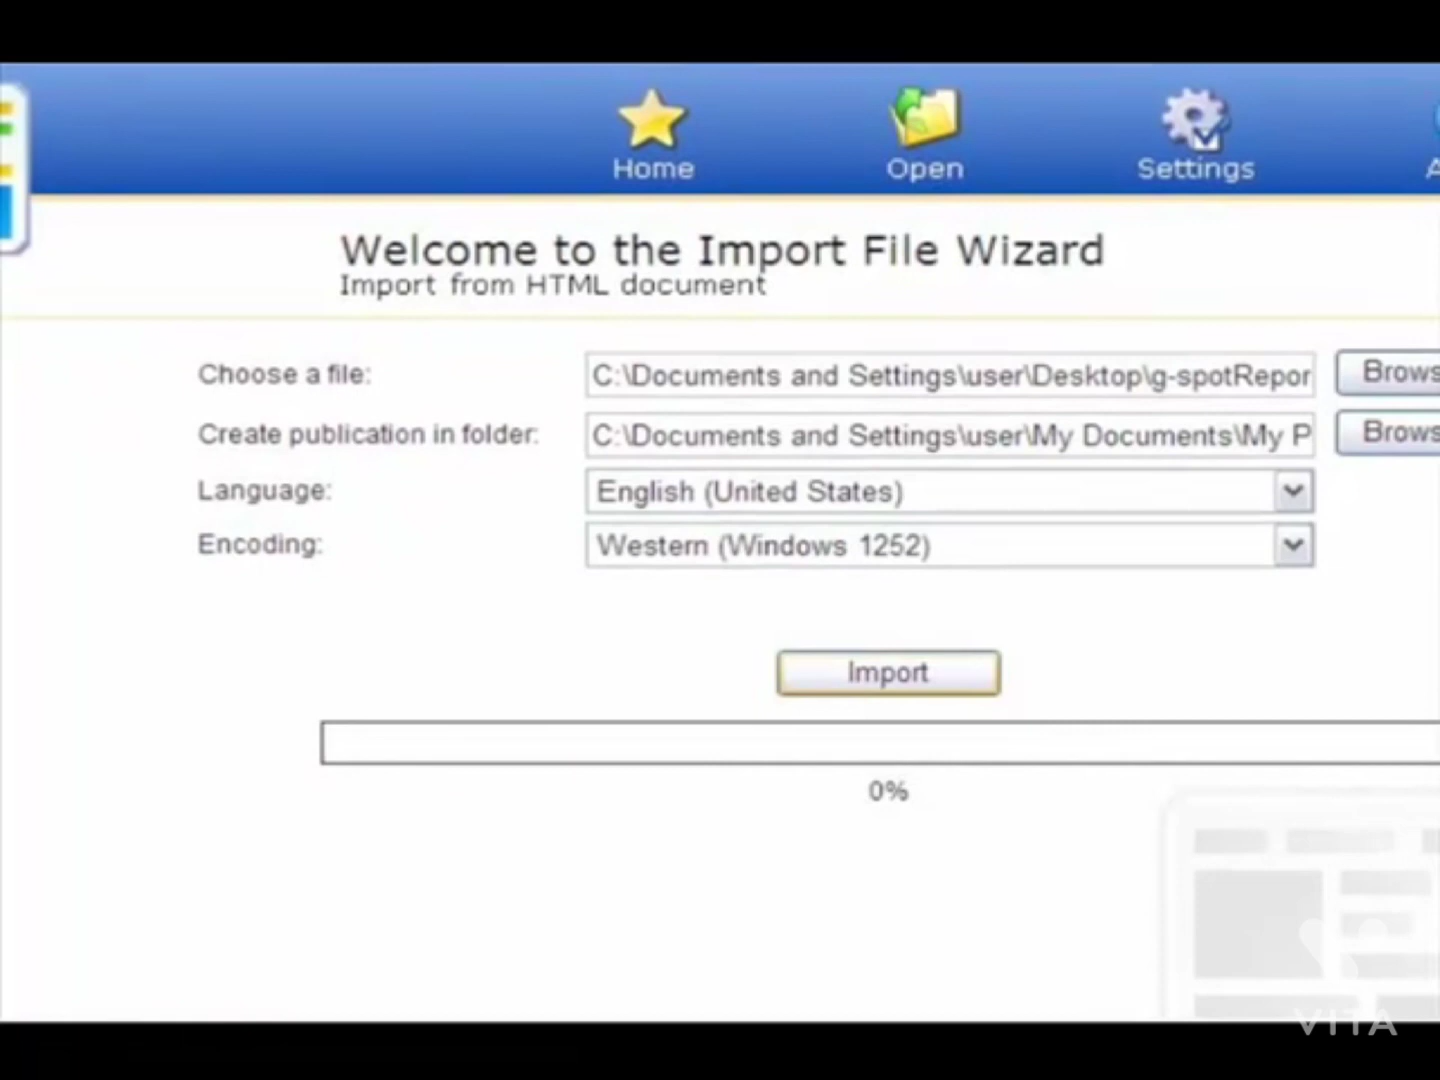 Home Open Settings A
Welcome to the Import File Wizard
Import from HTML document
Choose a file: C:\Documents and Settings\user\Desktop\g-spotRepor Brows
Create publication in folder: C:\Documents and Settings\user\My Documents\My P Brows
Language: English (United States)
Encoding: Western (Windows 1252)
Import
0%
VITA